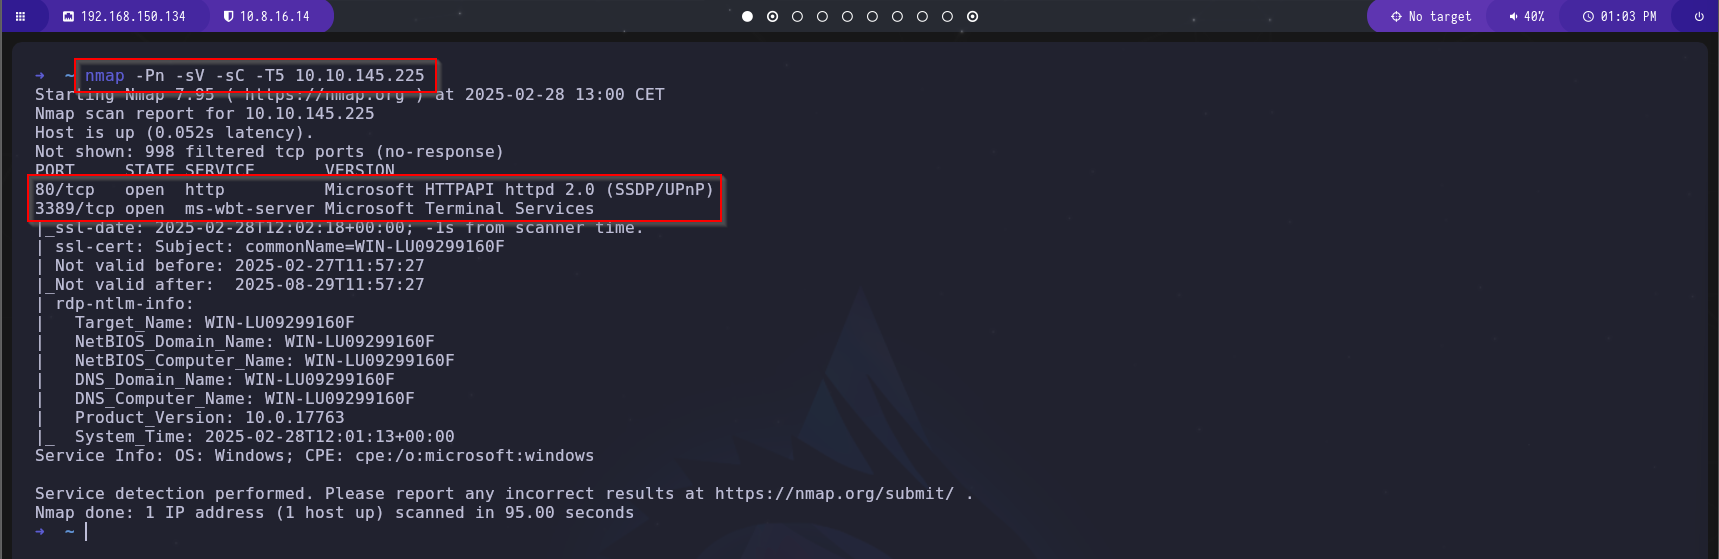 192.168.150.134 10.8.16.14 No target 40% 01:03 PM
→ ~ nmap -Pn -sV -sC -T5 10.10.145.225
Starting Nmap 7.95 ( https://nmap.org ) at 2025-02-28 13:00 CET
Nmap scan report for 10.10.145.225
Host is up (0.052s latency).
Not shown: 998 filtered tcp ports (no-response)
PORT     STATE SERVICE       VERSION
80/tcp   open  http          Microsoft HTTPAPI httpd 2.0 (SSDP/UPnP)
3389/tcp open  ms-wbt-server Microsoft Terminal Services
|_ssl-date: 2025-02-28T12:02:18+00:00; -1s from scanner time.
| ssl-cert: Subject: commonName=WIN-LU09299160F
| Not valid before: 2025-02-27T11:57:27
|_Not valid after:  2025-08-29T11:57:27
| rdp-ntlm-info:
|   Target_Name: WIN-LU09299160F
|   NetBIOS_Domain_Name: WIN-LU09299160F
|   NetBIOS_Computer_Name: WIN-LU09299160F
|   DNS_Domain_Name: WIN-LU09299160F
|   DNS_Computer_Name: WIN-LU09299160F
|   Product_Version: 10.0.17763
|_  System_Time: 2025-02-28T12:01:13+00:00
Service Info: OS: Windows; CPE: cpe:/o:microsoft:windows
Service detection performed. Please report any incorrect results at https://nmap.org/submit/ .
Nmap done: 1 IP address (1 host up) scanned in 95.00 seconds
→ ~